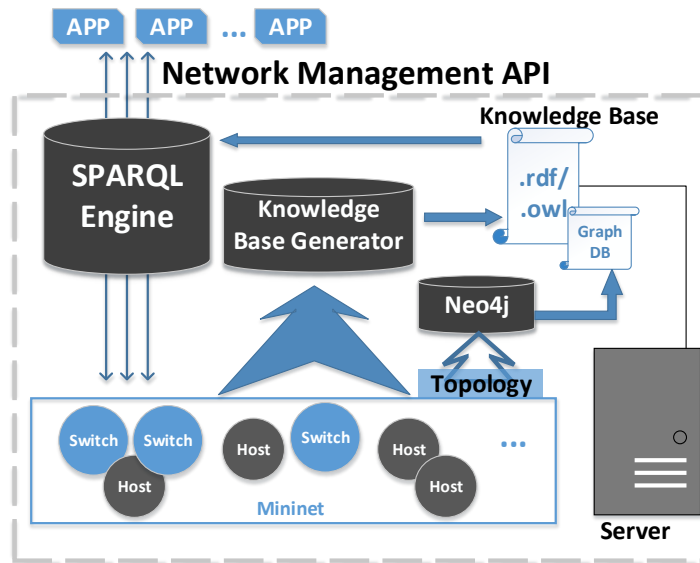 APP APP ... APP
Network Management API
Knowledge Base
SPARQL
Engine
.rdf/
.owl
Knowledge
Base Generator
Graph
DB
Neo4j
Topology
Switch Switch Host Host Switch Host Host ...
Mininet
Server